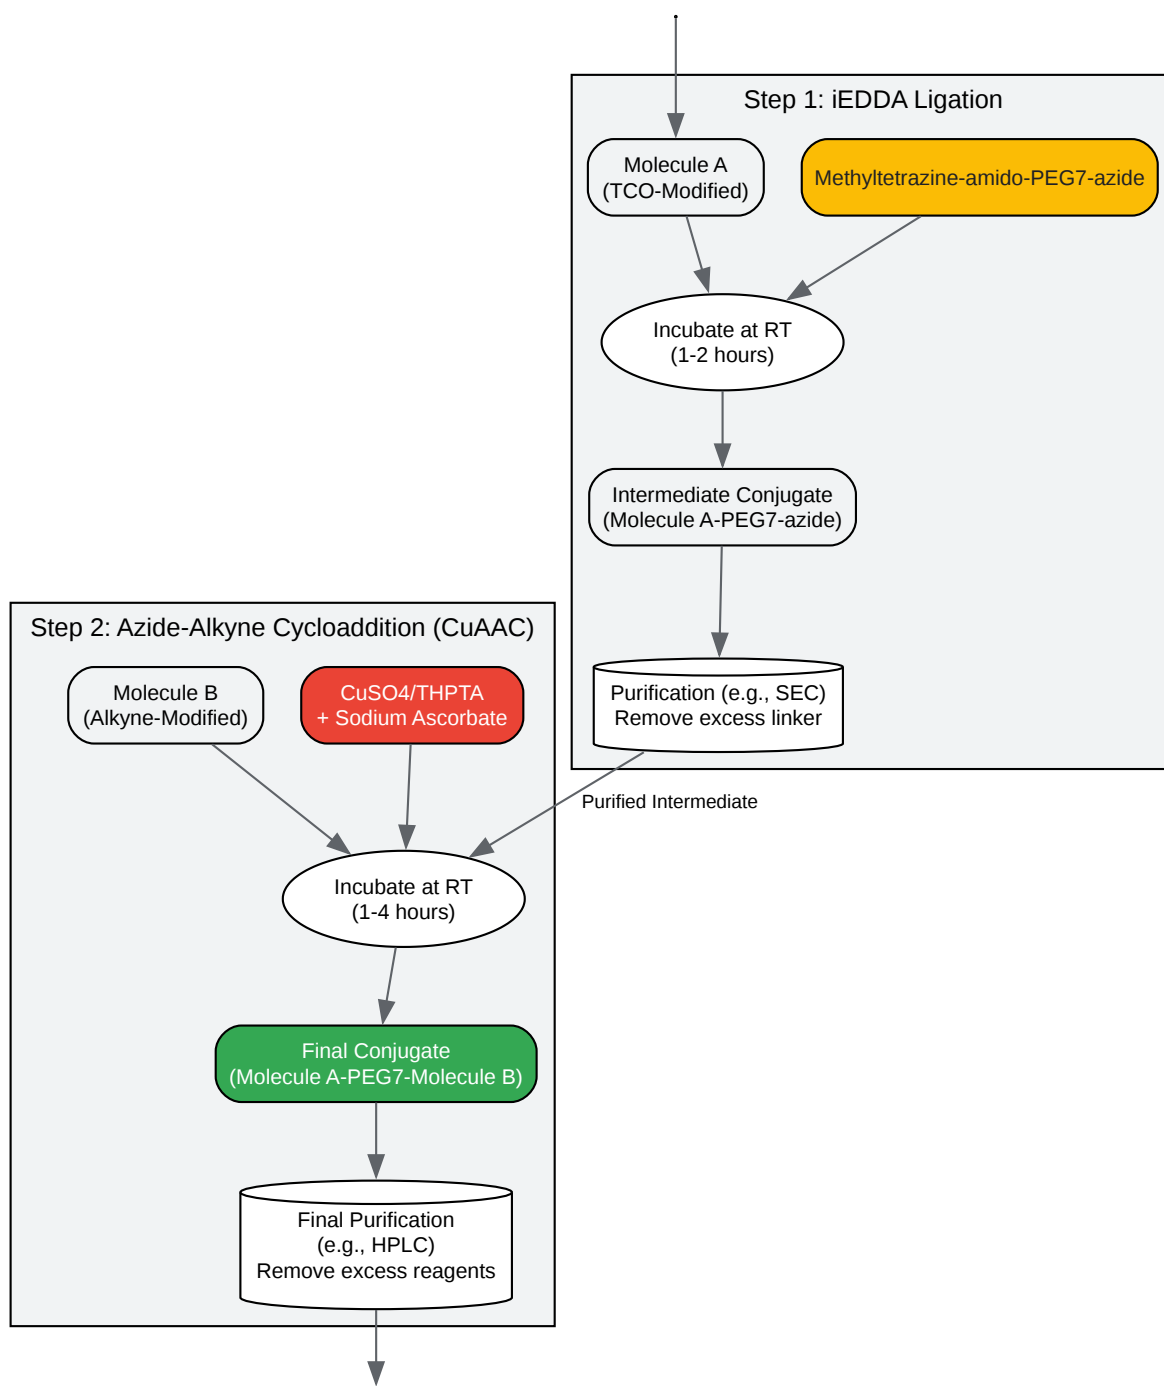 Step 1: iEDDA Ligation
Molecule A
(TCO-Modified)
Methyltetrazine-amido-PEG7-azide
Incubate at RT
(1-2 hours)
Intermediate Conjugate
(Molecule A-PEG7-azide)
Purification (e.g., SEC)
Remove excess linker
Purified Intermediate
Step 2: Azide-Alkyne Cycloaddition (CuAAC)
Molecule B
(Alkyne-Modified)
CuSO4/THPTA
+ Sodium Ascorbate
Incubate at RT
(1-4 hours)
Final Conjugate
(Molecule A-PEG7-Molecule B)
Final Purification
(e.g., HPLC)
Remove excess reagents